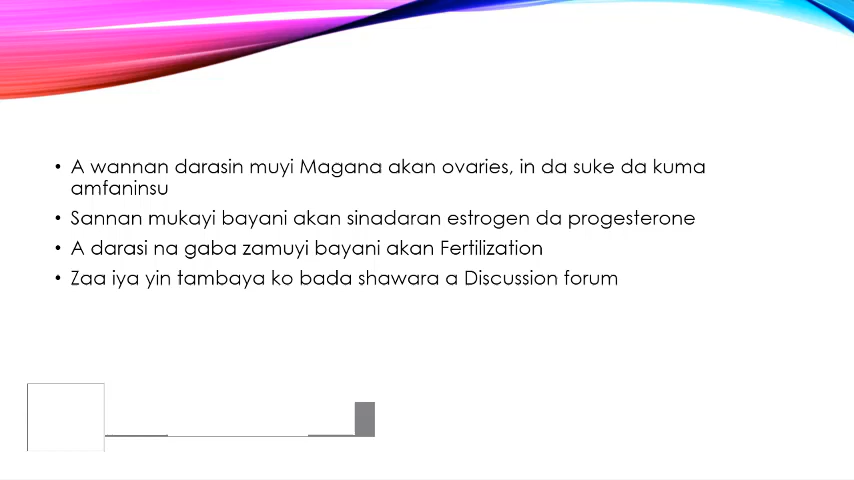 • A wannan darasin muyi Magana akan ovaries, in da suke da kuma
amfaninsu
• Sannan mukayi bayani akan sinadaran estrogen da progesterone
• A darasi na gaba zamuyi bayani akan Fertilization
• Zaa iya yin tambaya ko bada shawara a Discussion forum